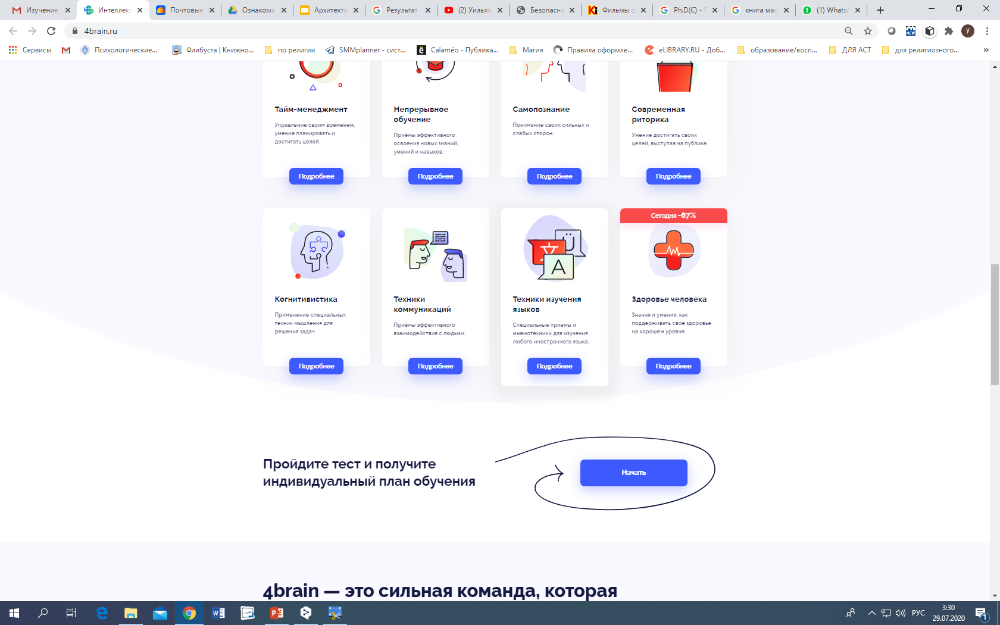 Изучение
Интеллект
Почтовые
Ознакоми
Архитекто
Результат
(2) Уильям
Безопасна
Фильмы о
Ph.D(C) - 
книга мас
(1) WhatsA
4brain.ru
NEW
У
Сервисы
Психологические...
Флибуста | Книжно...
по религии
SMMplanner - сист...
Calaméo - Публика...
Магия
Правила оформле...
eLIBRARY.RU - Доб...
образование/восп...
ДЛЯ АСТ
для религиозного...
»
Тайм-менеджмент
Управление своим временем,
умение планировать и
достигать целей.
Подробнее
Непрерывное
обучение
Приёмы эффективного
освоения новых знаний,
умений и навыков.
Подробнее
Самопознание
Понимание своих сильных и
слабых сторон.
Подробнее
Современная
риторика
Умение достигать своих
целей, выступая на публике.
Подробнее
Когнитивистика
Применение специальных
техник мышления для
решения задач.
Подробнее
Техники
коммуникаций
Приёмы эффективного
взаимодействия с людьми.
Подробнее
文 Ü A
Техники изучения
языков
Специальные приёмы и
мнемотехники для изучения
любого иностранного языка.
Подробнее
Сегодня -67%
Здоровье человека
Знания и умения, как
поддерживать своё здоровье
на хорошем уровне.
Подробнее
Пройдите тест и получите
индивидуальный план обучения
Начать
4brain — это сильная команда, которая
РУС
3:30
29.07.2020
1